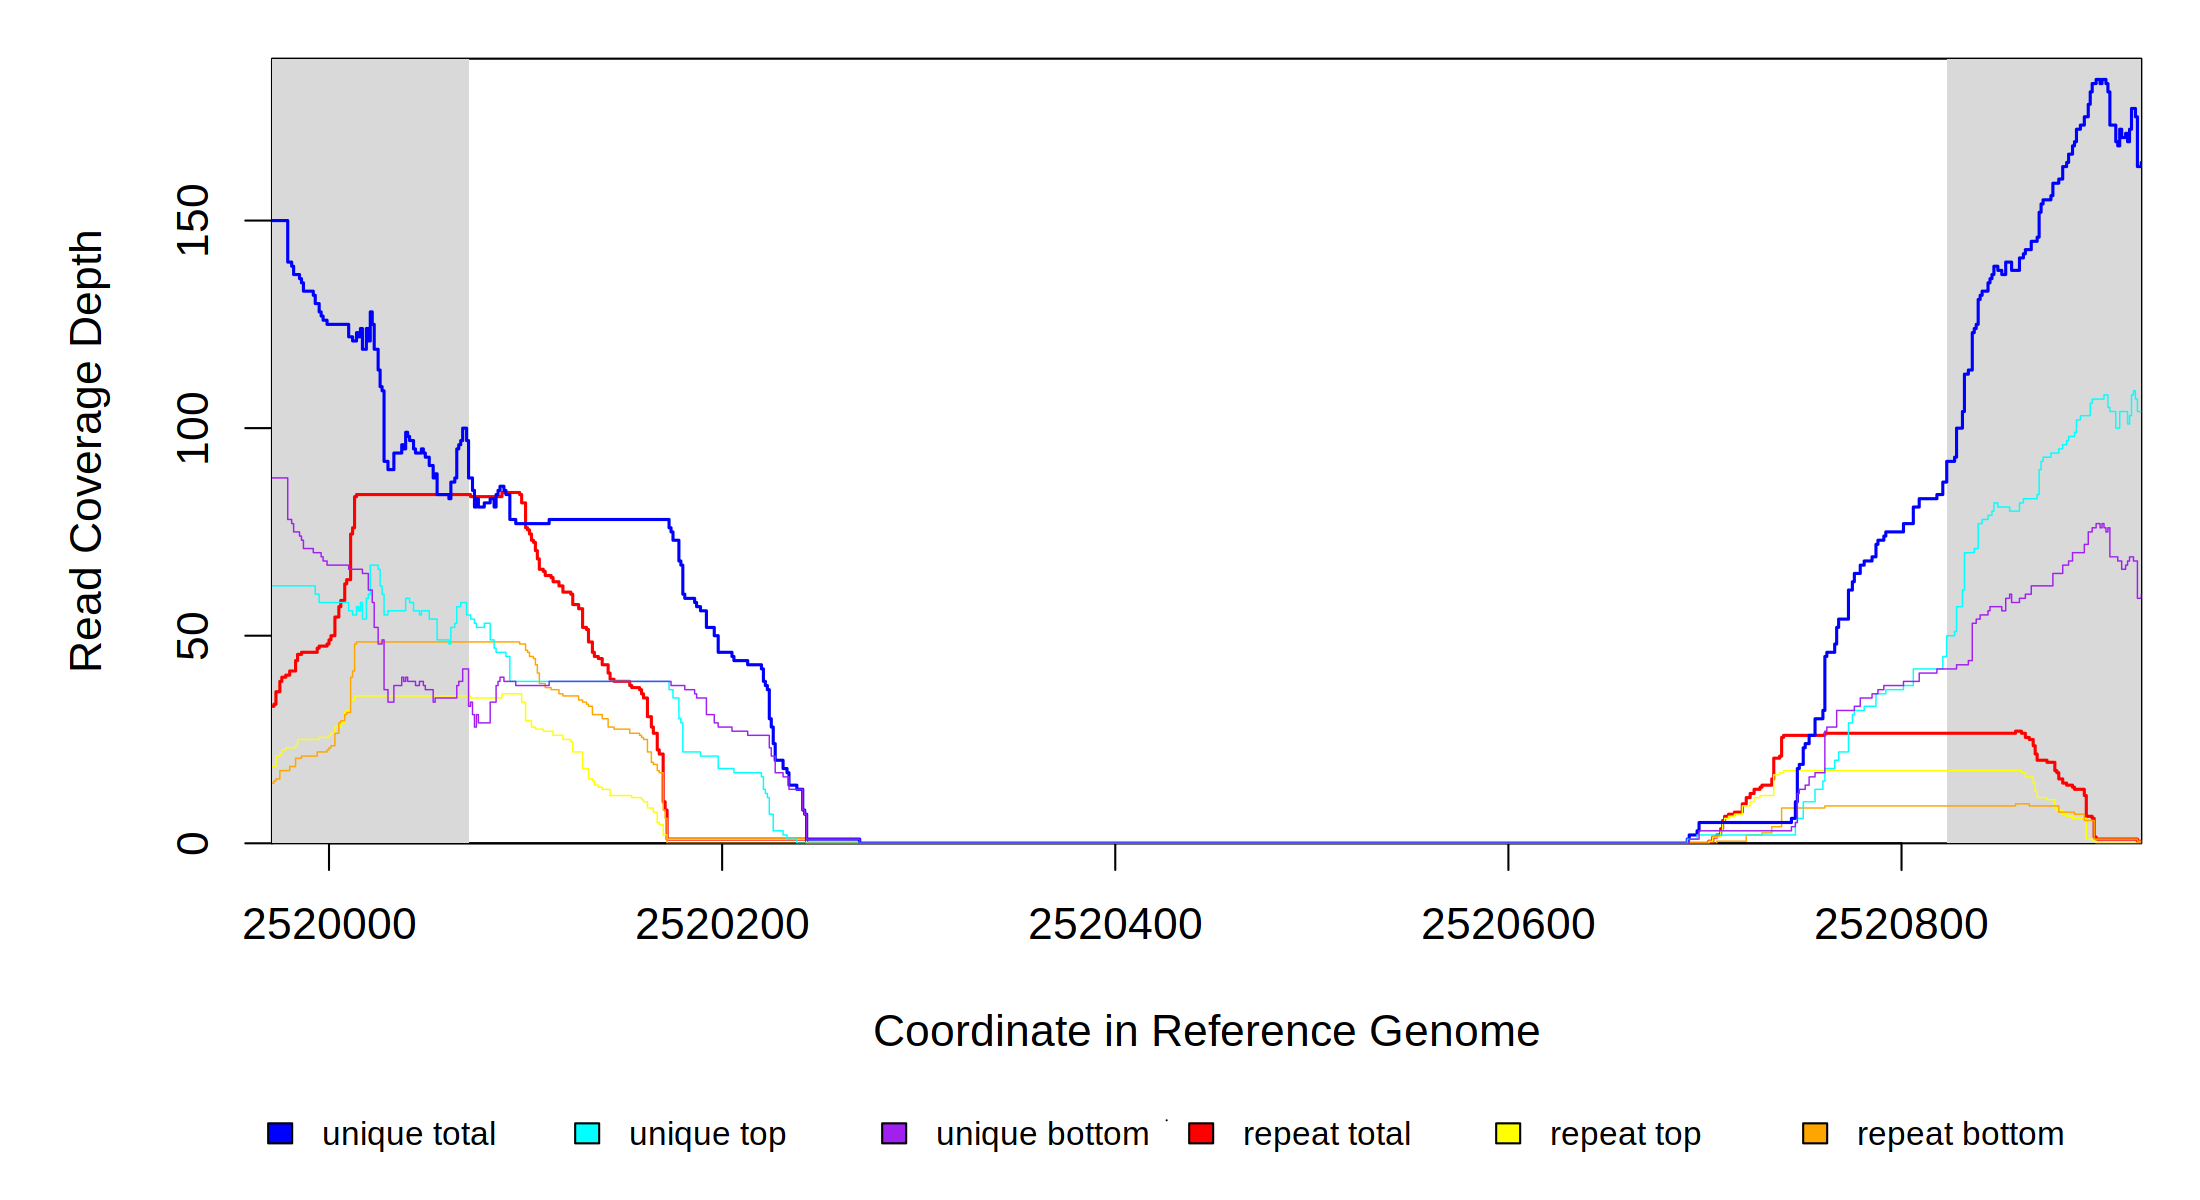 Read Coverage Depth
150
100
50
0
2520000 2520200 2520400 2520600 2520800
Coordinate in Reference Genome
unique total unique top unique bottom repeat total repeat top repeat bottom